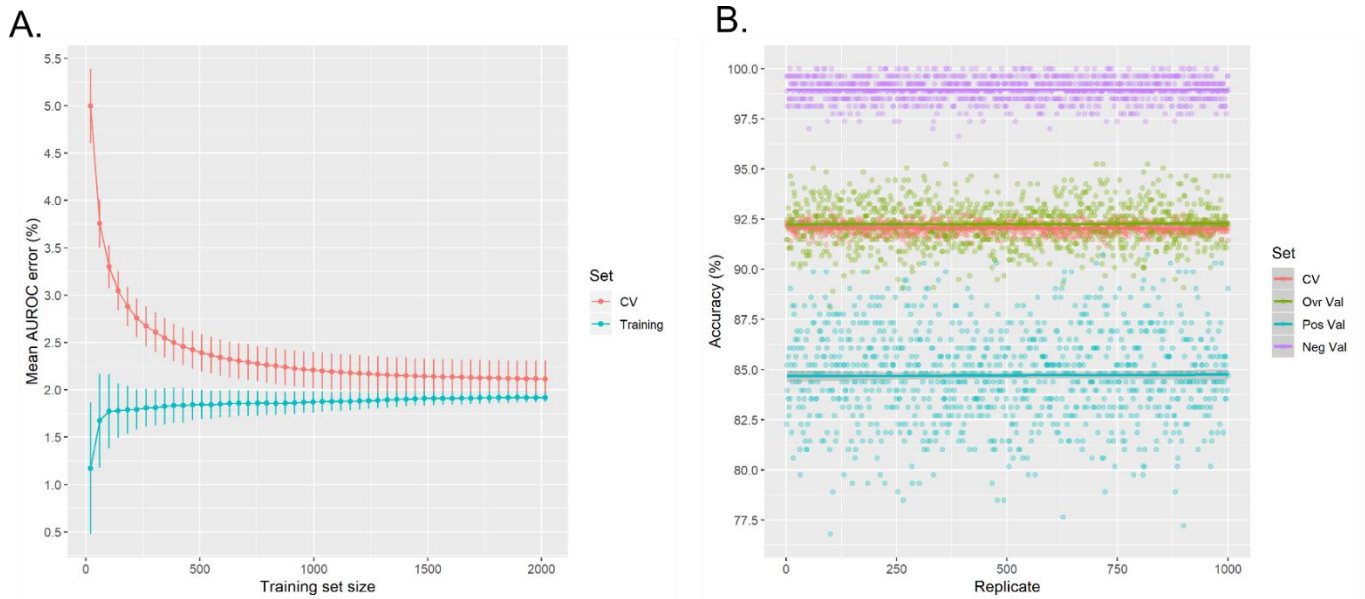 A.
Mean AUROC error (%)
5.5
5.0
4.5
4.0
3.5
3.0
2.5
2.0
1.5
1.0
0.5
0
500
1000
1500
2000
Training set size
Set
CV
Training
B.
Accuracy (%)
100.0
97.5
95.0
92.5
90.0
87.5
85.0
82.5
80.0
77.5
0
250
500
750
1000
Replicate
Set
CV
Ovr Val
Pos Val
Neg Val